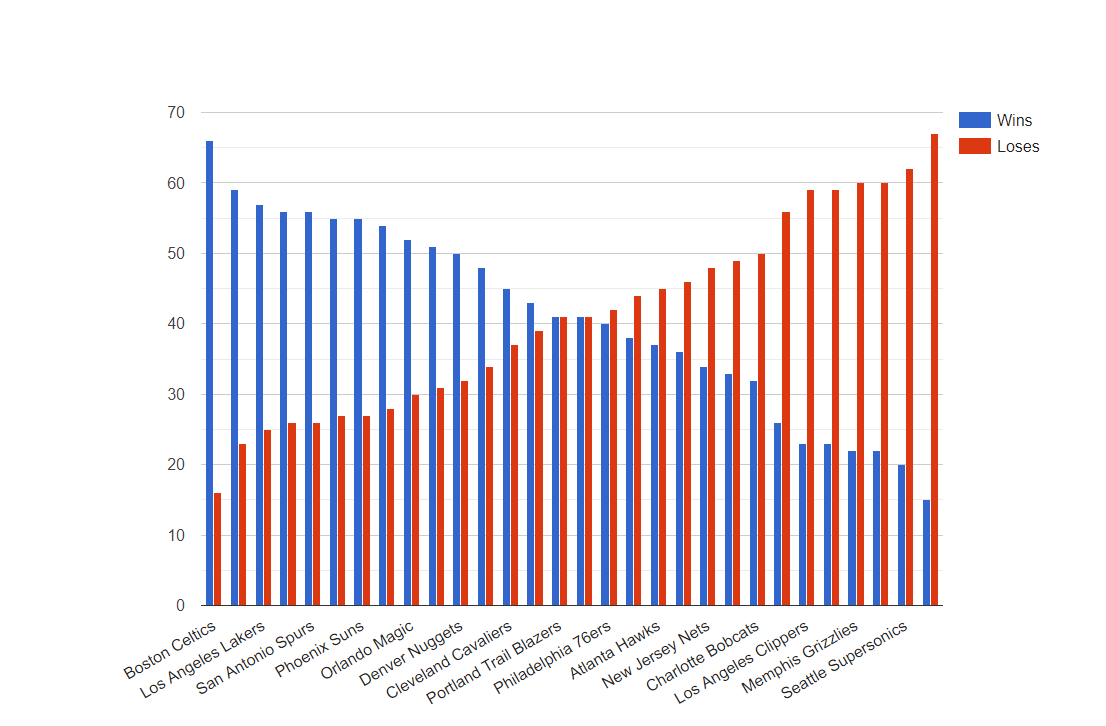 70
60
50
40
30
20
10
0
Wins
Loses
Boston Celtics
Los Angeles Lakers
San Antonio Spurs
Phoenix Suns
Orlando Magic
Denver Nuggets
Cleveland Cavaliers
Portland Trail Blazers
Philadelphia 76ers
Atlanta Hawks
New Jersey Nets
Charlotte Bobcats
Los Angeles Clippers
Memphis Grizzlies
Seattle Supersonics